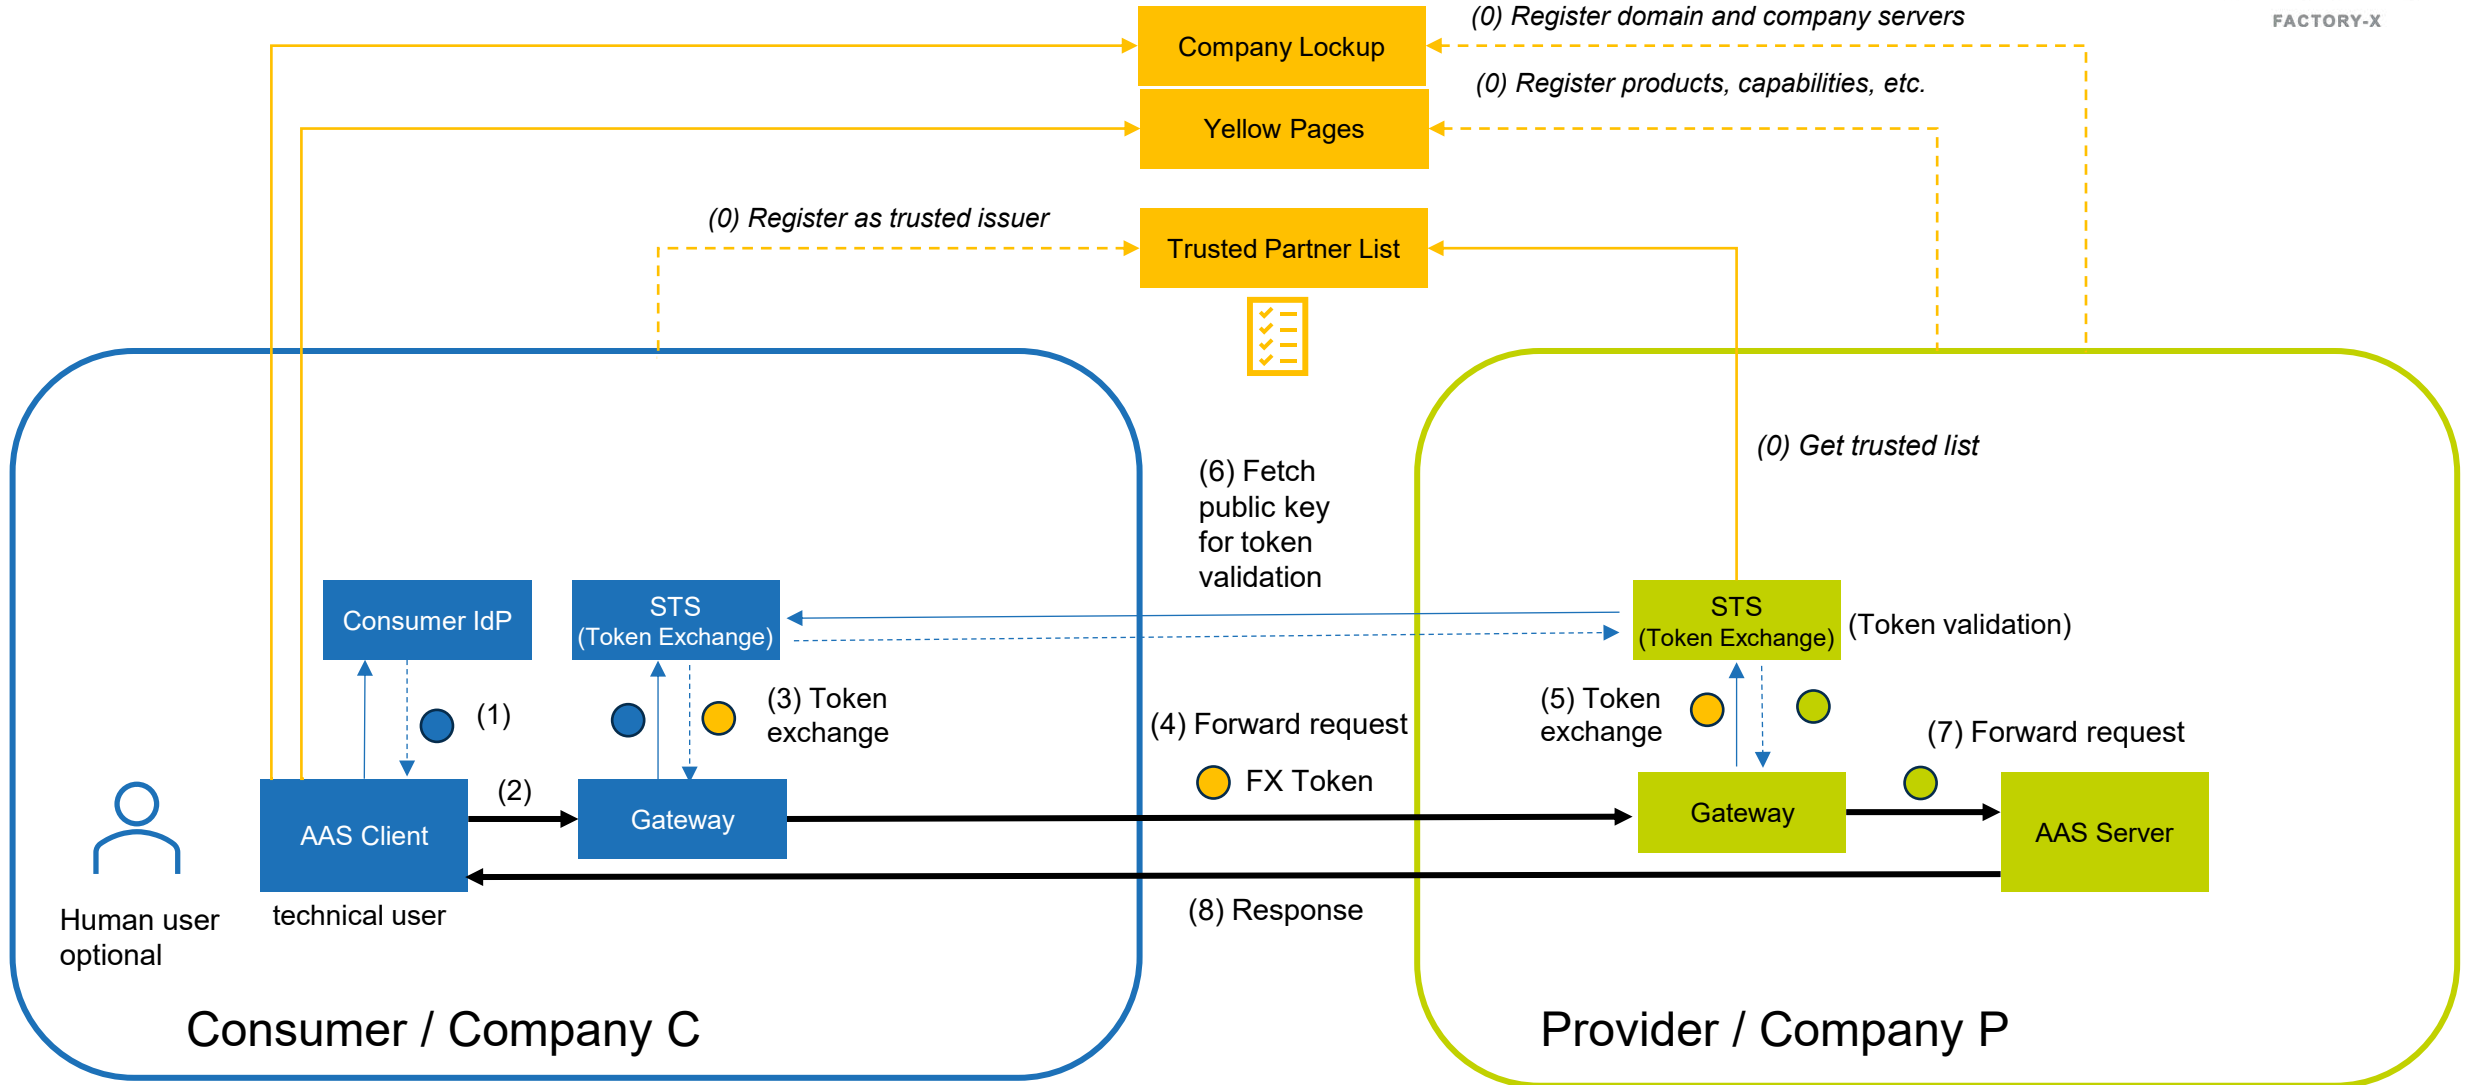 (0) Register domain and company servers
FACTORY-X
Company Lockup
(0) Register products, capabilities, etc.
Yellow Pages
(0) Register as trusted issuer
Trusted Partner List
(0) Get trusted list
(6) Fetch
public key
for token
validation
Consumer IdP
STS
(Token Exchange)
STS
(Token Exchange)
(Token validation)
(1)
(3) Token
exchange
(4) Forward request
FX Token
(5) Token
exchange
(7) Forward request
(2)
AAS Client
Gateway
Gateway
AAS Server
technical user
Human user
optional
(8) Response
Consumer / Company C
Provider / Company P